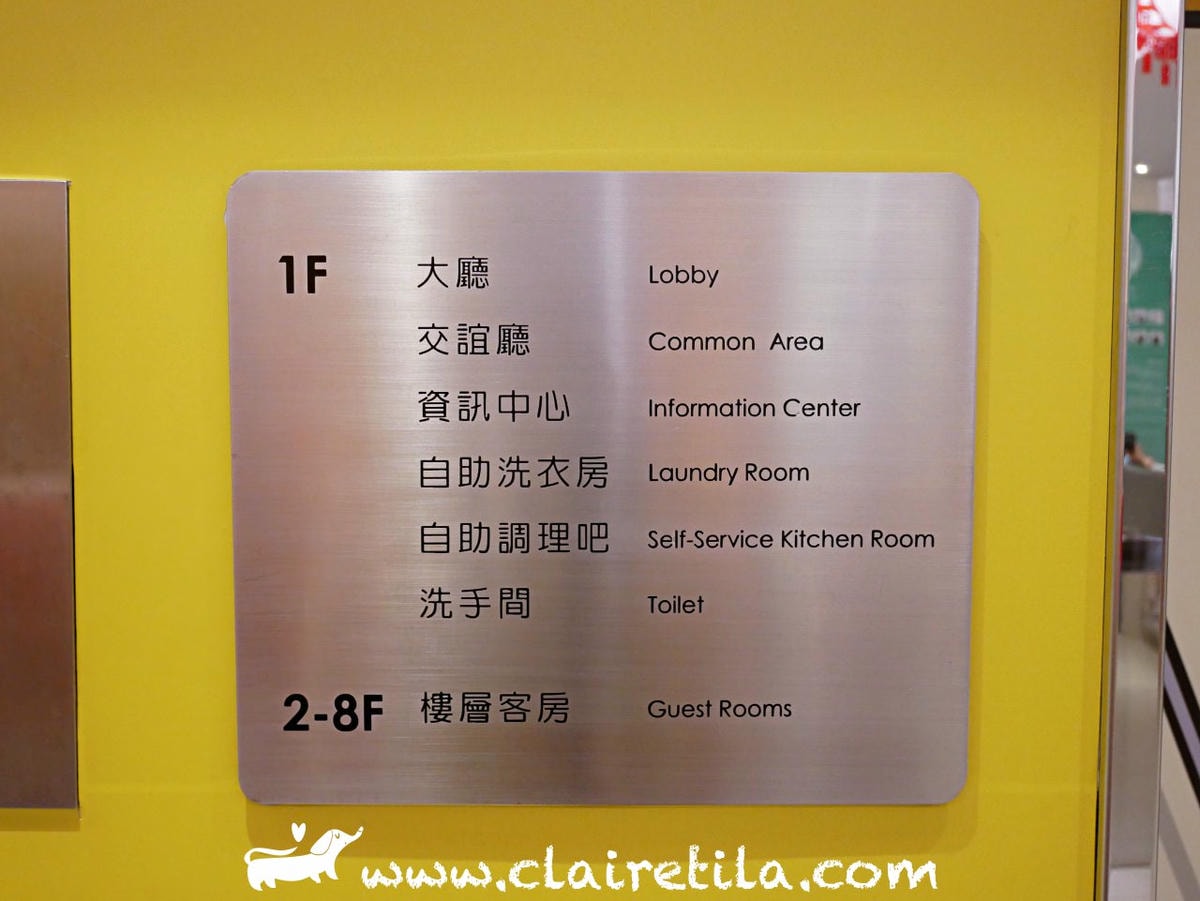 1F 大廳 Lobby
交誼廳 Common Area
資訊中心 Information Center
自助洗衣房 Laundry Room
自助調理吧 Self-Service Kitchen Room
洗手間 Toilet
2-8F 樓層客房 Guest Rooms
www.clairetila.com